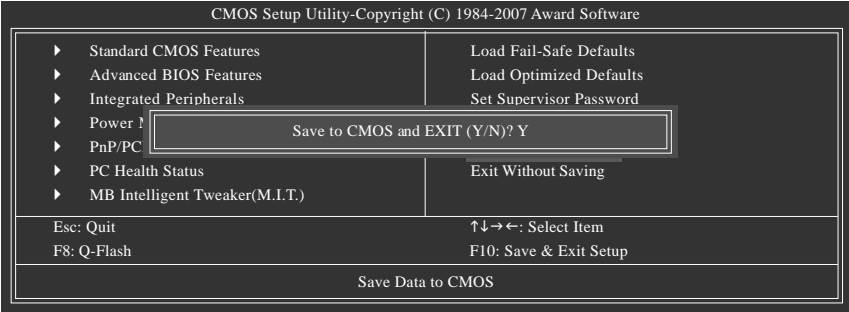 CMOS Setup Utility-Copyright (C) 1984-2007 Award Software
Standard CMOS Features
Advanced BIOS Features
Integrated Peripherals
Power
PnP/PC
PC Health Status
MB Intelligent Tweaker(M.I.T.)
Load Fail-Safe Defaults
Load Optimized Defaults
Set Supervisor Password
Exit Without Saving
Save to CMOS and EXIT (Y/N)? Y
Esc: Quit
F8: Q-Flash
↑↓→←: Select Item
F10: Save & Exit Setup
Save Data to CMOS